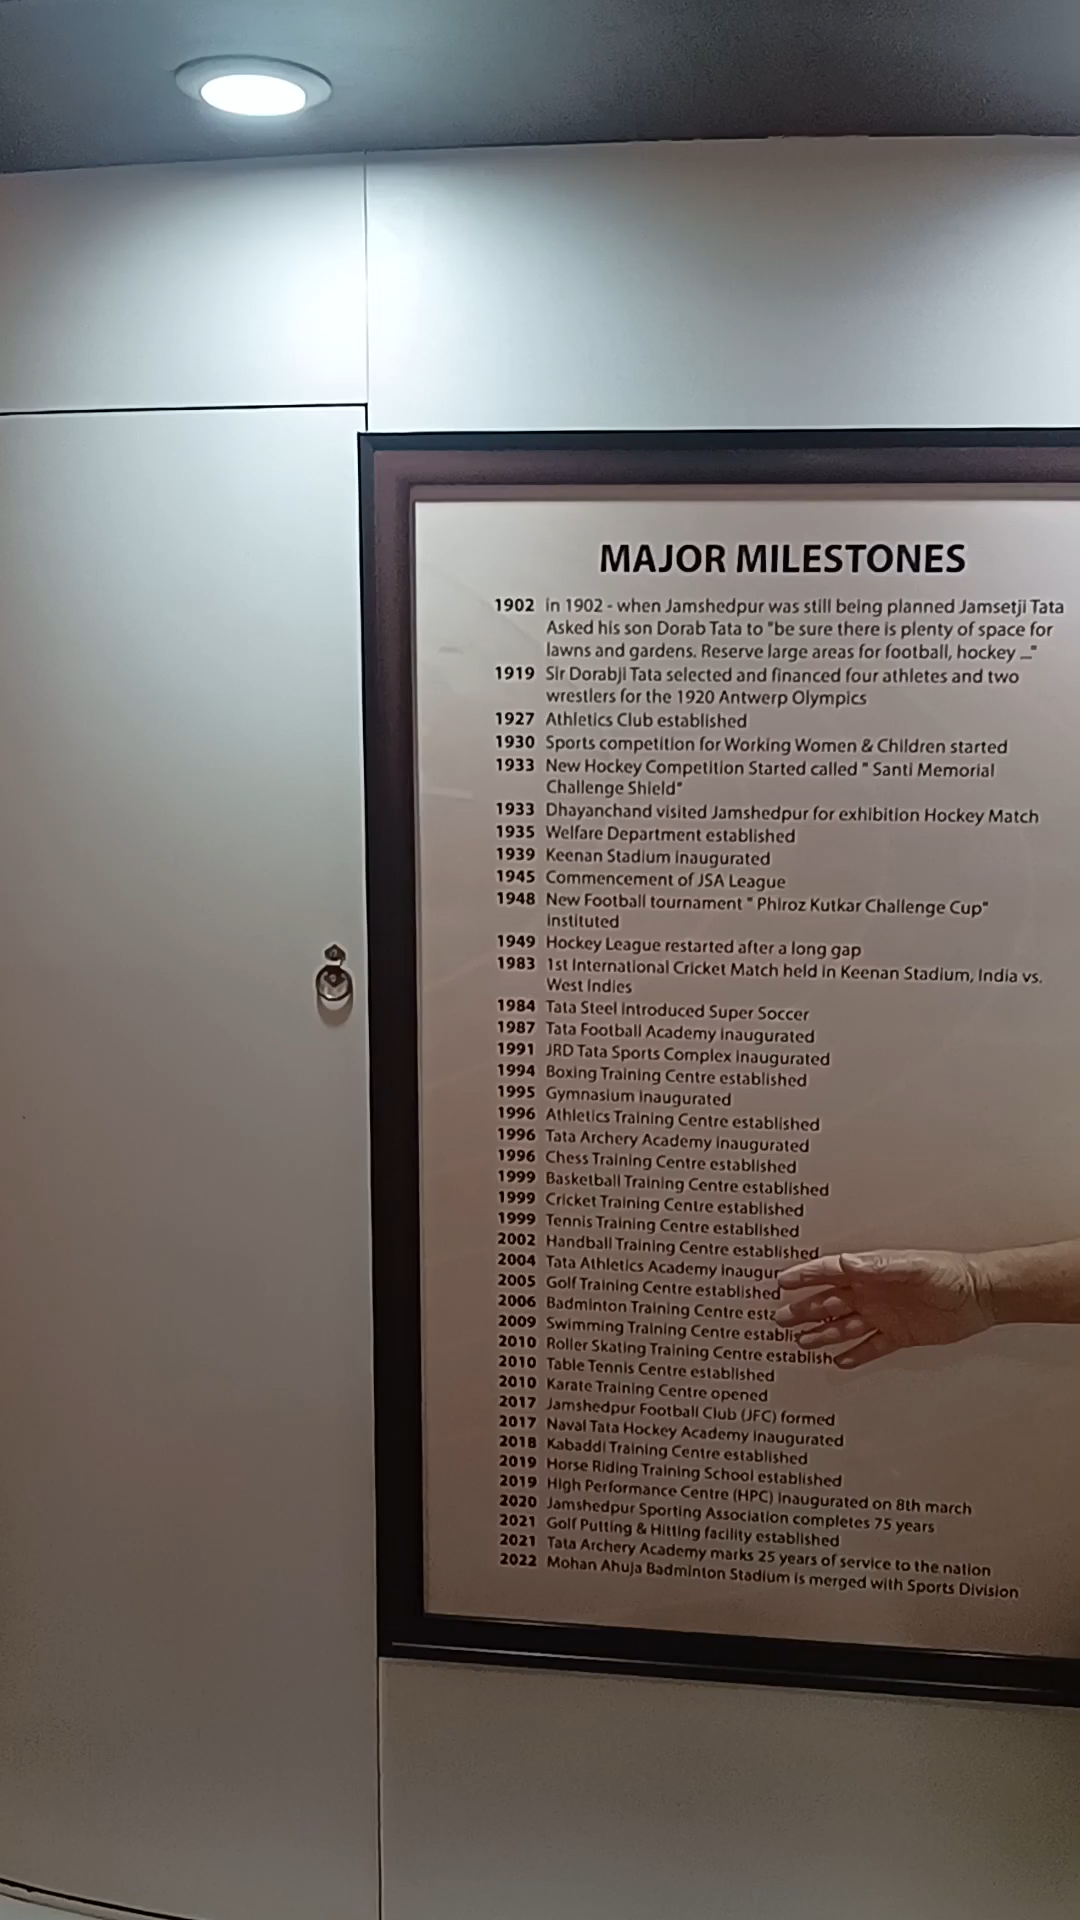 MAJOR MILESTONES
1902 in 1902 - when Jamshedpur was still being planned Jamsetji Tata
Asked his son Dorab Tata to "be sure there is plenty of space for
lawns and gardens. Reserve large areas for football, hockey ..."
1919 Sir Dorabji Tata selected and financed four athletes and two
wrestlers for the 1920 Antwerp Olympics
1927 Athletics Club established
1930 Sports competition for Working Women & Children started
1933 New Hockey Competition Started called " Santi Memorial
Challenge Shield"
1933 Dhayanchand visited Jamshedpur for exhibition Hockey Match
1935 Welfare Department established
1939 Keenan Stadium inaugurated
1945 Commencement of JSA League
1948 New Football tournament " Phiroz Kutkar Challenge Cup"
instituted
1949 Hockey League restarted after a long gap
1983 1st International Cricket Match held in Keenan Stadium, India vs.
West Indies
1984 Tata Steel introduced Super Soccer
1987 Tata Football Academy inaugurated
1991 JRD Tata Sports Complex inaugurated
1994 Boxing Training Centre established
1995 Gymnasium inaugurated
1996 Athletics Training Centre established
1996 Tata Archery Academy inaugurated
1996 Chess Training Centre established
1999 Basketball Training Centre established
1999 Cricket Training Centre established
1999 Tennis Training Centre established
2002 Handball Training Centre established
2004 Tata Athletics Academy inaugur
2005 Golf Training Centre established
2006 Badminton Training Centre esta
2009 Swimming Training Centre establis
2010 Roller Skating Training Centre establish
2010 Table Tennis Centre established
2010 Karate Training Centre opened
2017 Jamshedpur Football Club (JFC) formed
2017 Naval Tata Hockey Academy inaugurated
2018 Kabaddi Training Centre established
2019 Horse Riding Training School established
2019 High Performance Centre (HPC) inaugurated on 8th march
2020 Jamshedpur Sporting Association completes 75 years
2021 Golf Putting & Hitting facility established
2021 Tata Archery Academy marks 25 years of service to the nation
2022 Mohan Ahuja Badminton Stadium is merged with Sports Division